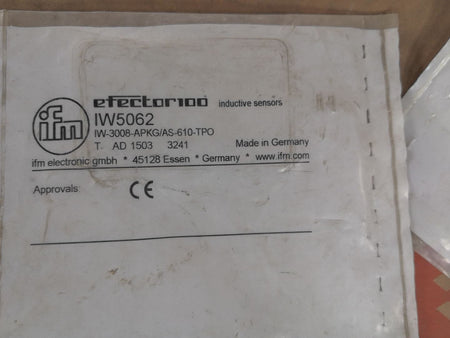 ifm
efector100 inductive sensors
IW5062
IW-3008-APKG/AS-610-TPO
T. AD 1503 3241 Made in Germany
ifm electronic gmbh * 45128 Essen * Germany * www.ifm.com
Approvals: CE